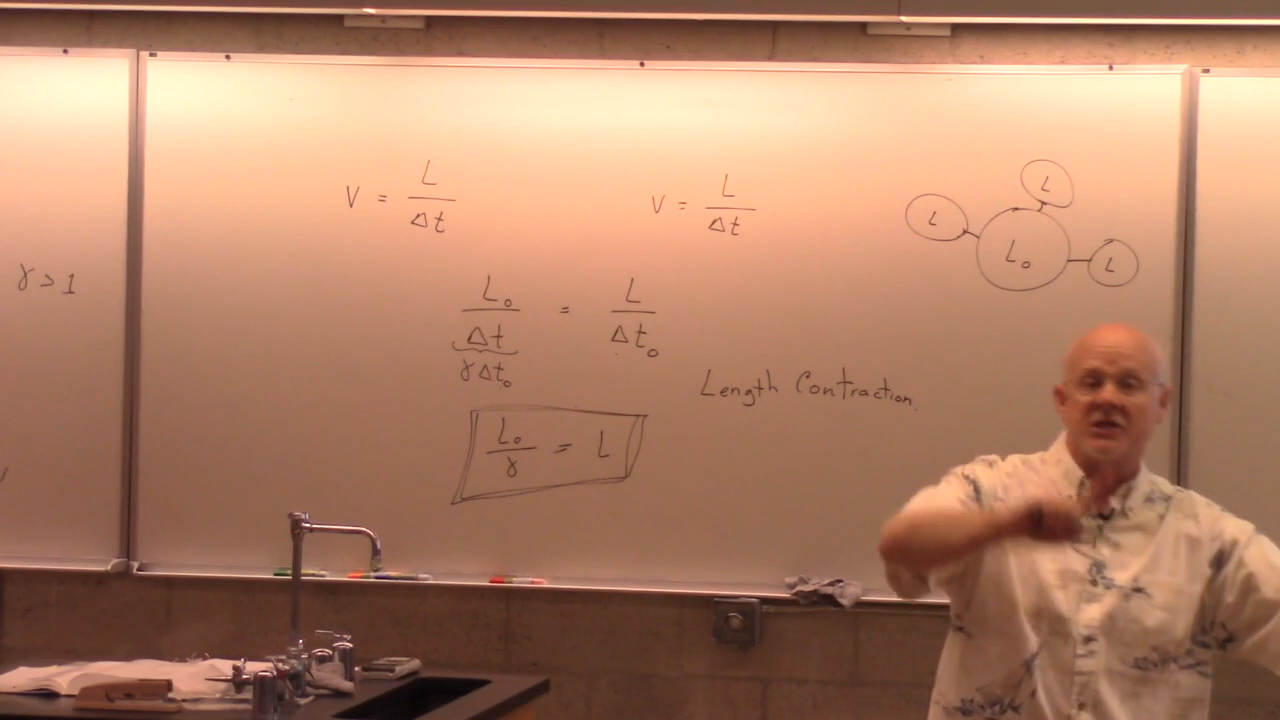 γ > 1
V = L / Δt
V = L / Δt
L₀ / Δt = L / Δt₀
γΔt₀
Length Contraction.
L₀ / γ = L
L
L
L₀
L